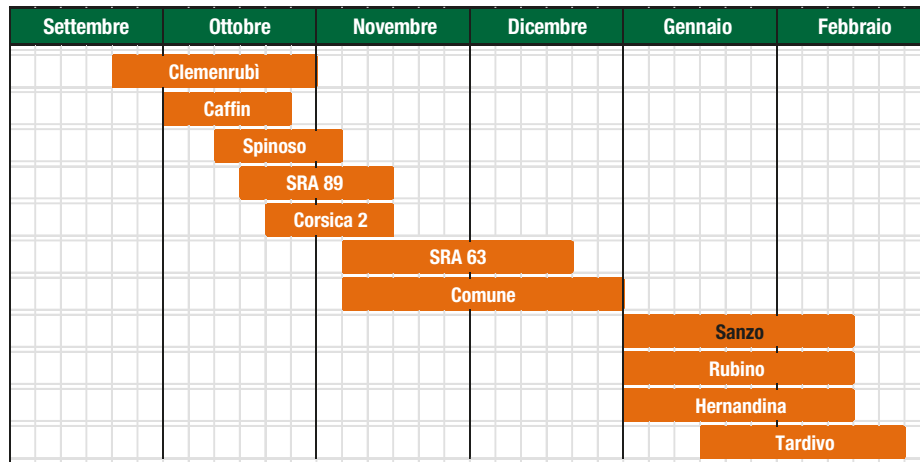 Settembre Ottobre Novembre Dicembre Gennaio Febbraio
Clemenrubì
Caffin
Spinoso
SRA 89
Corsica 2
SRA 63
Comune
Sanzo
Rubino
Hernandina
Tardivo